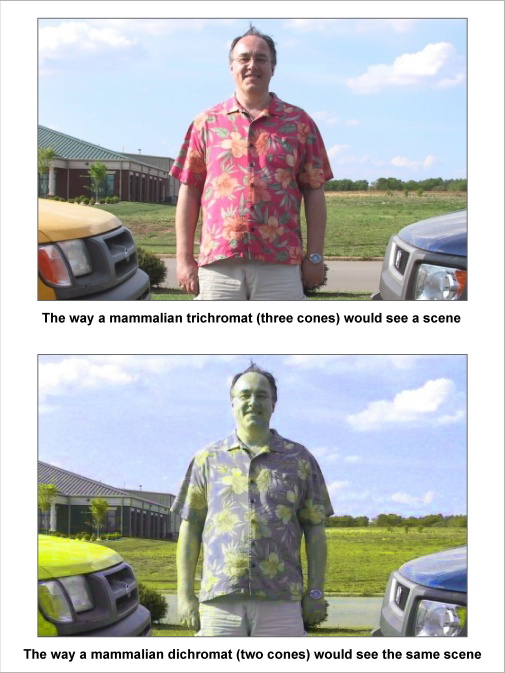 The way a mammalian trichromat (three cones) would see a scene
The way a mammalian dichromat (two cones) would see the same scene